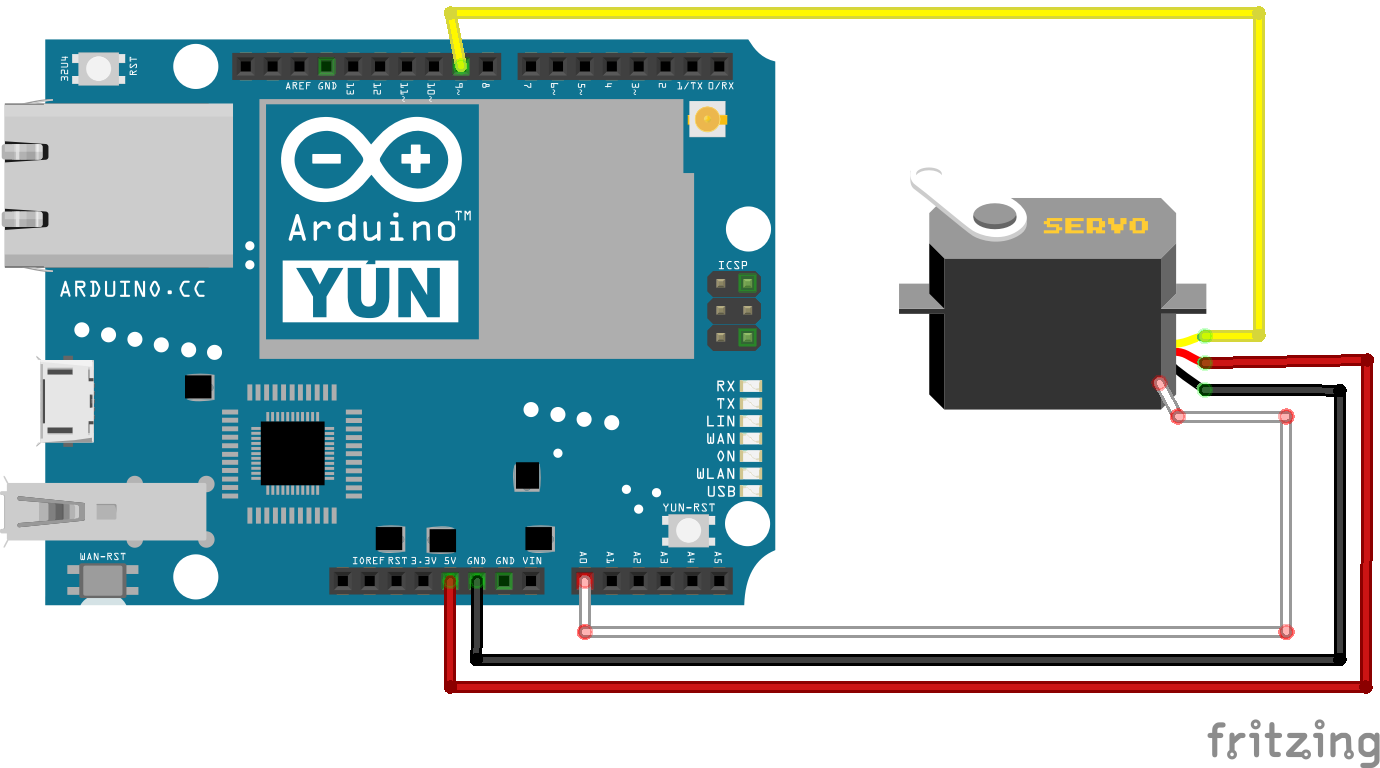 32U4 RST
AREF GND 13 12 11~ 10~ 9~ 8 7 6~ 5~ 4 3~ 2 1/TX 0/RX
Arduino™
YÚN
ARDUINO.CC
SERVO
ICSP
RX
TX
LIN
WAN
ON
WLAN
USB
YUN-RST
WAN-RST
IOREF RST 3.3V 5V GND GND VIN
A0 A1 A2 A3 A4 A5
fritzing